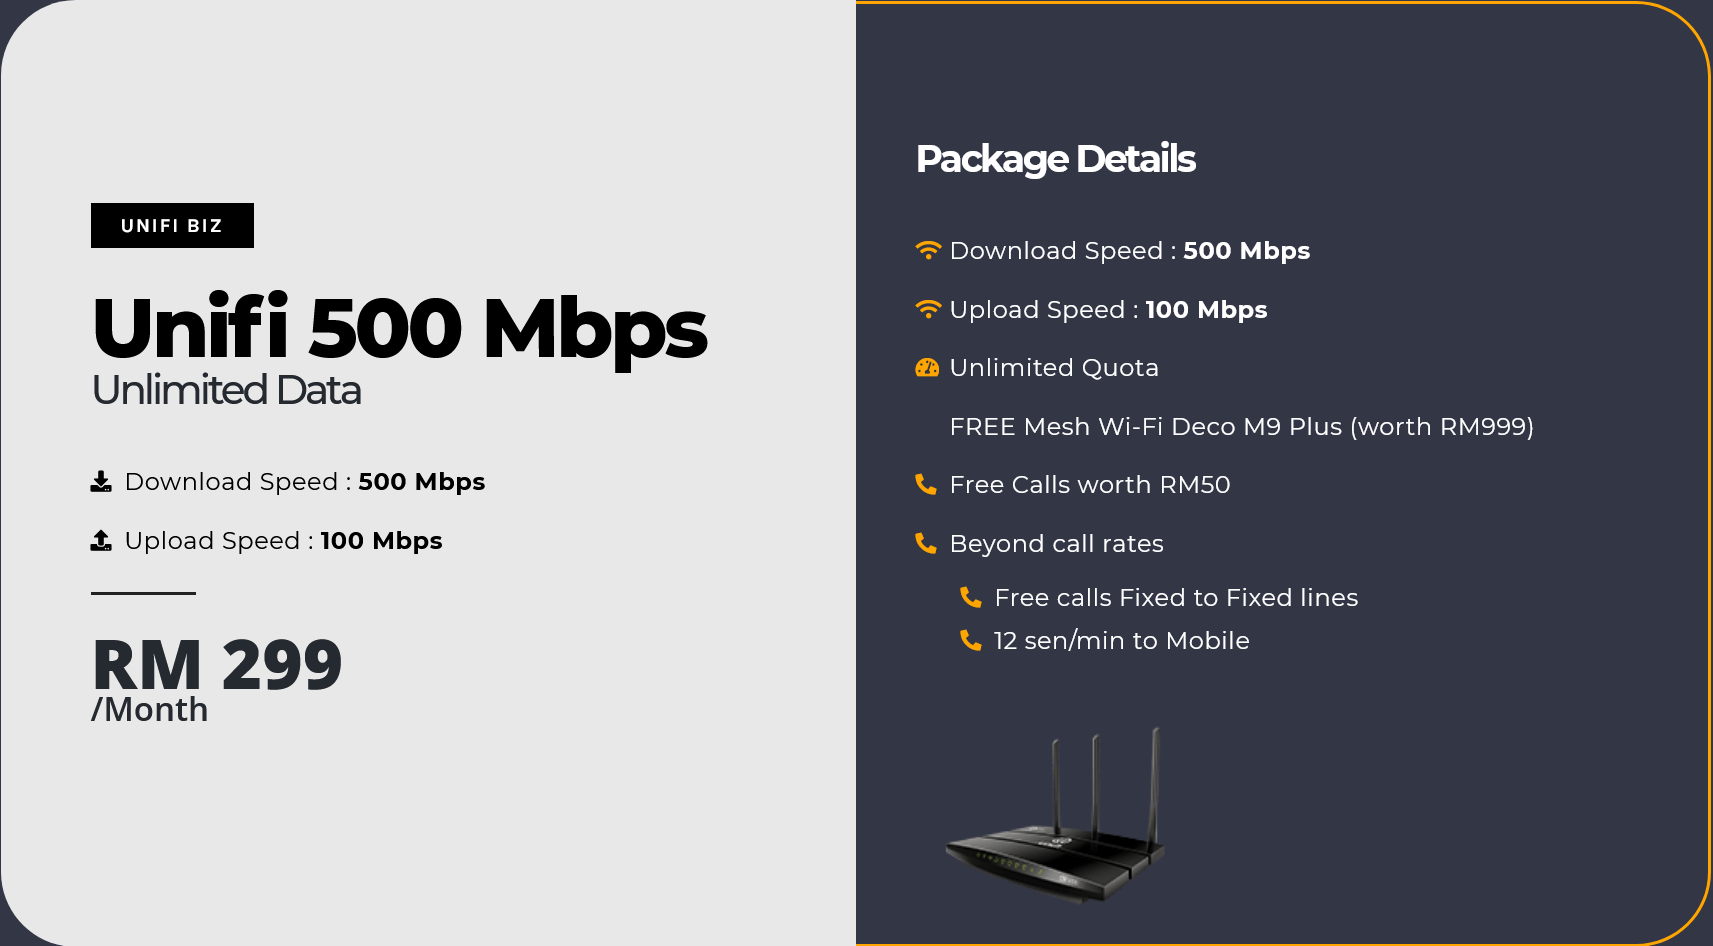 UNIFI BIZ
Unifi 500 Mbps
Unlimited Data
Download Speed : 500 Mbps
Upload Speed : 100 Mbps
RM 299
/Month
Package Details
Download Speed : 500 Mbps
Upload Speed : 100 Mbps
Unlimited Quota
FREE Mesh Wi-Fi Deco M9 Plus (worth RM999)
Free Calls worth RM50
Beyond call rates
Free calls Fixed to Fixed lines
12 sen/min to Mobile